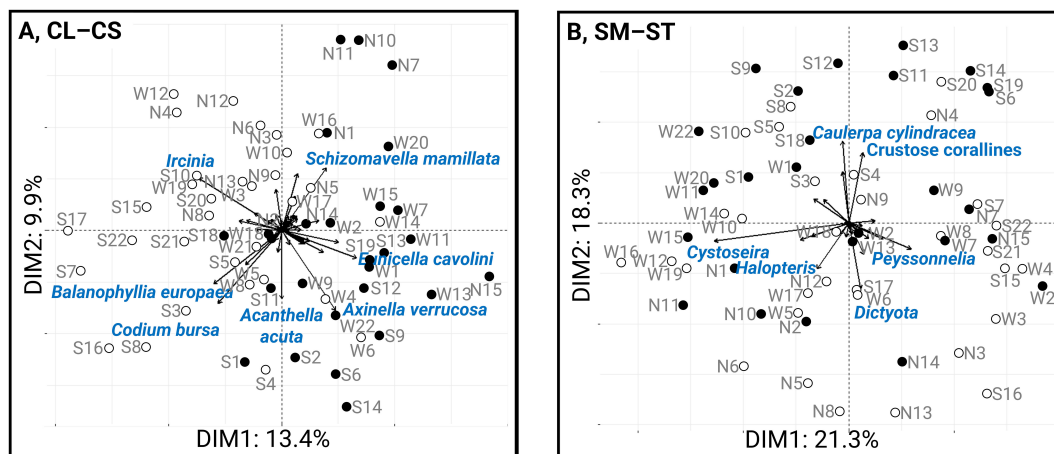 A, CL–CS
N11 N10
N7
W12
N4
N12
N6
N3
W16
N1
W10
W20
Ircinia
Schizomavella mamillata
S10
W19
N13
N9
W3
N5
S20
W17
W15
W7
S15
N8
N14
W14
W2
S17
S18
W18
S22
S21
W21
S19
S13
W11
Eunicella cavolini
S7
S5
W5
W1
N15
W8
W9
S12
Balanophyllia europaea
S11
W4
W13
S3
Acanthella
acuta
Axinella verrucosa
Codium bursa
W22
S9
W6
S16
S8
S1
S2
S4
S6
S14
DIM1: 13.4%
DIM2: 9.9%
B, SM–ST
S13
S9
S12
S11
S14
S20
S19
S6
S2
S8
N4
W22
S10
S5
S18
Caulerpa cylindracea
Crustose corallines
W1
S1
S3
S4
W20
W11
W9
N9
S7
N7
W14
W10
S22
W15
W2
W8
W7
N15
Cystoseira
W13
S21
W16
W12
Peyssonnelia
W19
N1
Halopteris
S15
W4
N12
S17
W2
W17
W6
N11
N10
W5
N2
Dictyota
W3
N14
N3
N6
N5
S16
N8
N13
DIM1: 21.3%
DIM2: 18.3%